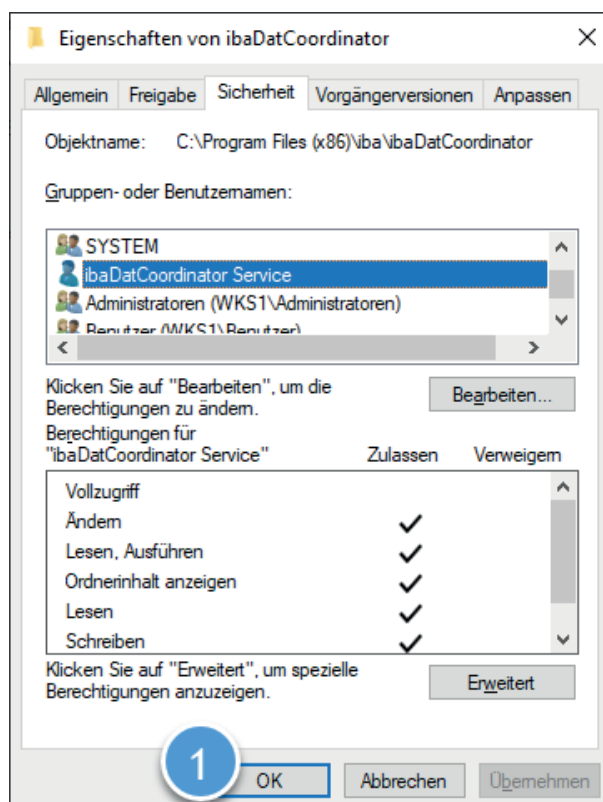 Eigenschaften von ibaDatCoordinator
Allgemein Freigabe Sicherheit Vorgängerversionen Anpassen
Objektname: C:\Program Files (x86)\iba\ibaDatCoordinator
Gruppen- oder Benutzernamen:
SYSTEM
ibaDatCoordinator Service
Administratoren (WKS1\Administratoren)
Benutzer (WKS1\Benutzer)
Klicken Sie auf "Bearbeiten", um die
Berechtigungen zu ändern.
Bearbeiten...
Berechtigungen für
"ibaDatCoordinator Service" Zulassen Verweigern
Vollzugriff
Ändern
Lesen, Ausführen
Ordnerinhalt anzeigen
Lesen
Schreiben
Klicken Sie auf "Erweitert", um spezielle
Berechtigungen anzuzeigen.
Erweitert
1
OK Abbrechen Übernehmen